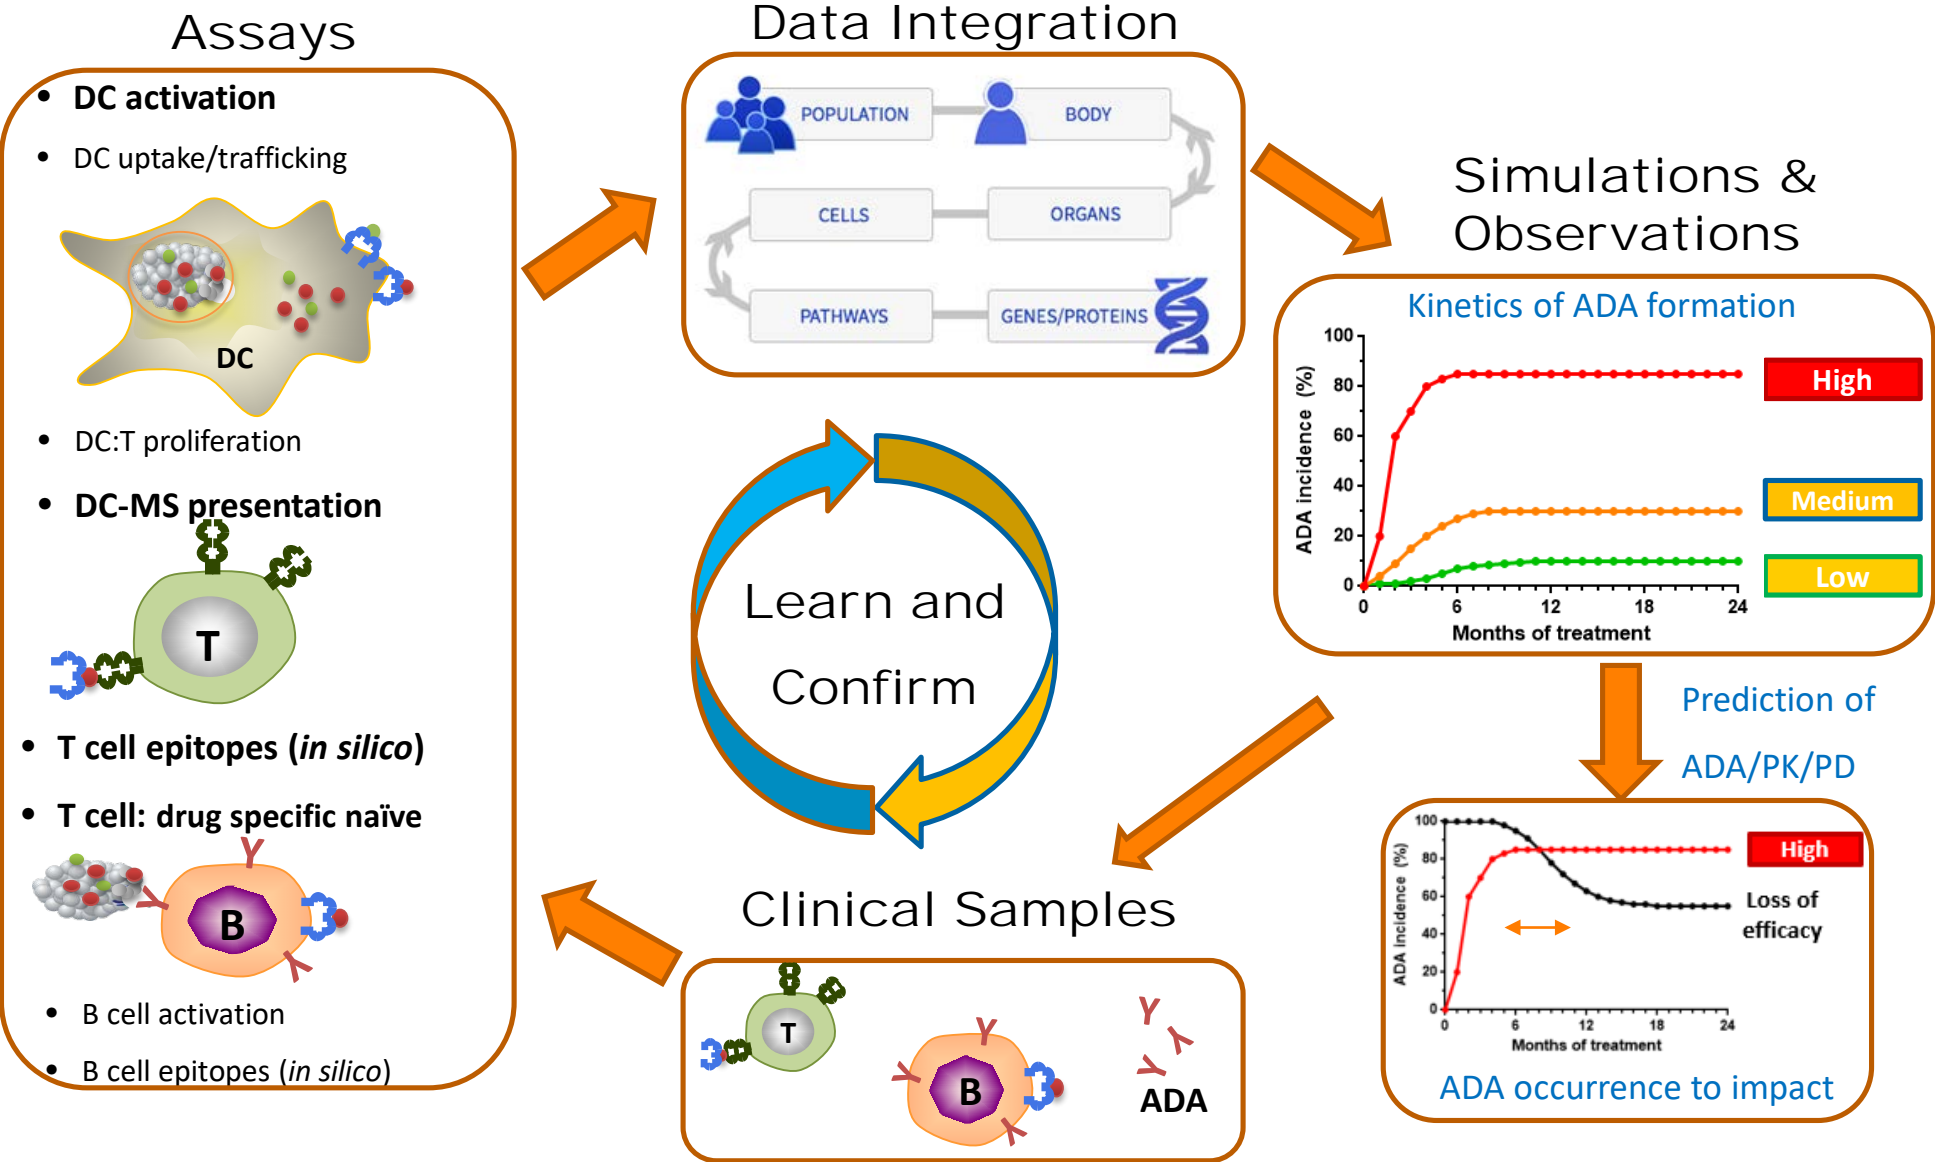 Assays
• DC activation
• DC uptake/trafficking
DC
• DC:T proliferation
• DC-MS presentation
T
• T cell epitopes (in silico)
• T cell: drug specific naïve
B
• B cell activation
• B cell epitopes (in silico)
Data Integration
POPULATION
BODY
CELLS
ORGANS
PATHWAYS
GENES/PROTEINS
Learn and
Confirm
Simulations &
Observations
Kinetics of ADA formation
ADA incidence (%)
100
80
60
40
20
0
0 6 12 18 24
Months of treatment
High
Medium
Low
Prediction of
ADA/PK/PD
ADA incidence (%)
100
80
60
40
20
0
0 6 12 18 24
Months of treatment
High
Loss of
efficacy
ADA occurrence to impact
Clinical Samples
T
B
ADA